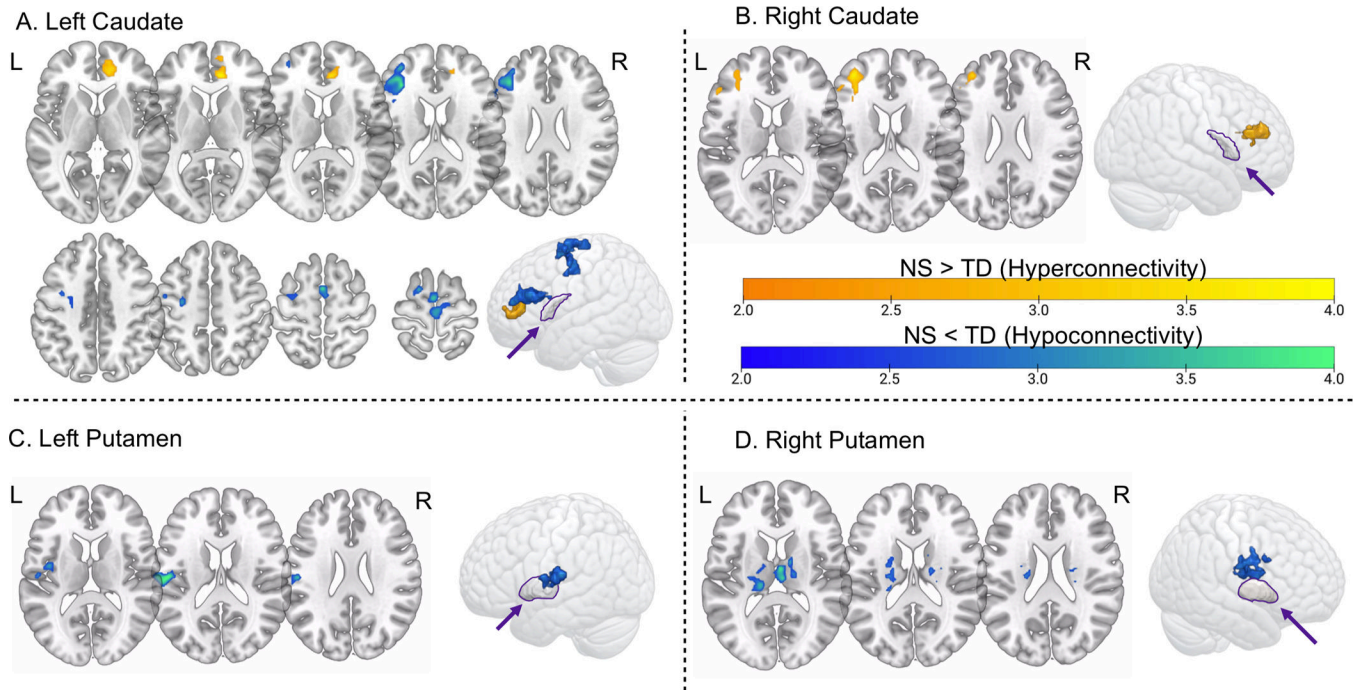 A. Left Caudate
L
R
B. Right Caudate
L
R
NS > TD (Hyperconnectivity)
2.0 2.5 3.0 3.5 4.0
NS < TD (Hypoconnectivity)
2.0 2.5 3.0 3.5 4.0
C. Left Putamen
L
R
D. Right Putamen
L
R